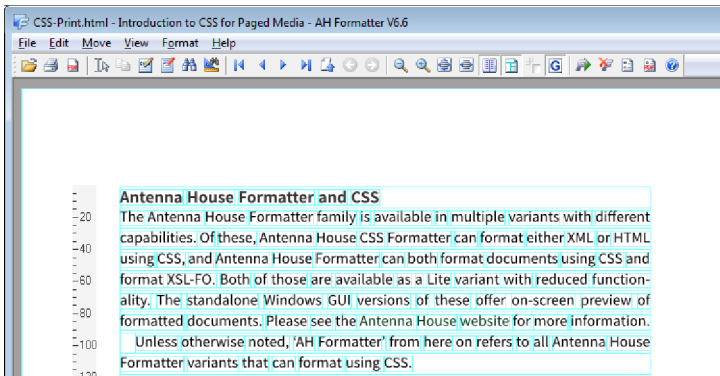 CSS-Print.html - Introduction to CSS for Paged Media - AH Formatter V6.6
File Edit Move View Format Help
G
Antenna House Formatter and CSS
20
The Antenna House Formatter family is available in multiple variants with different
capabilities. Of these, Antenna House CSS Formatter can format either XML or HTML
40
using CSS, and Antenna House Formatter can both format documents using CSS and
60
format XSL-FO. Both of those are available as a Lite variant with reduced function-
ality. The standalone Windows GUI versions of these offer on-screen preview of
80
formatted documents. Please see the Antenna House website for more information.
100
Unless otherwise noted, ‘AH Formatter’ from here on refers to all Antenna House
Formatter variants that can format using CSS.
120